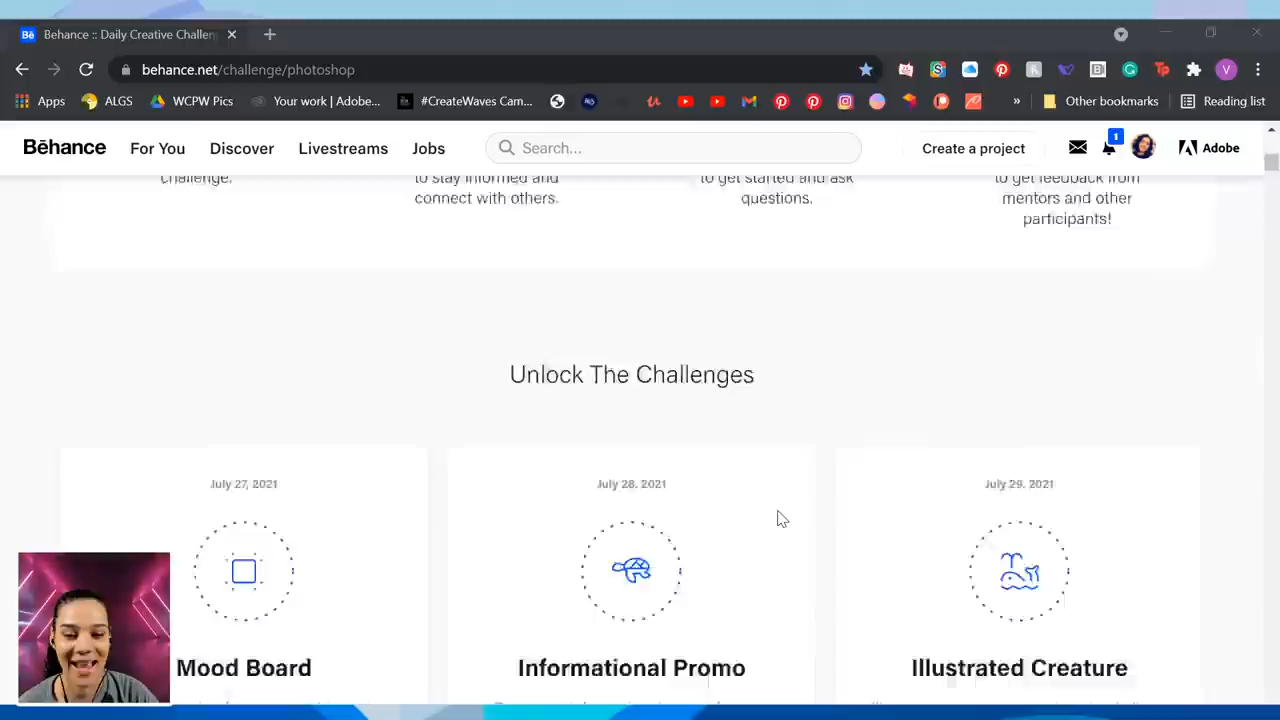 Bē Behance :: Daily Creative Challen
behance.net/challenge/photoshop
Apps ALGS WCPW Pics Your work | Adobe... #CreateWaves Cam... » Other bookmarks Reading list
Bēhance For You Discover Livestreams Jobs Search... Create a project 1 Adobe
challenge.
to stay informed and
connect with others.
to get started and ask
questions.
to get feedback from
mentors and other
participants!
Unlock The Challenges
July 27, 2021
Mood Board
July 28, 2021
Informational Promo
July 29, 2021
Illustrated Creature